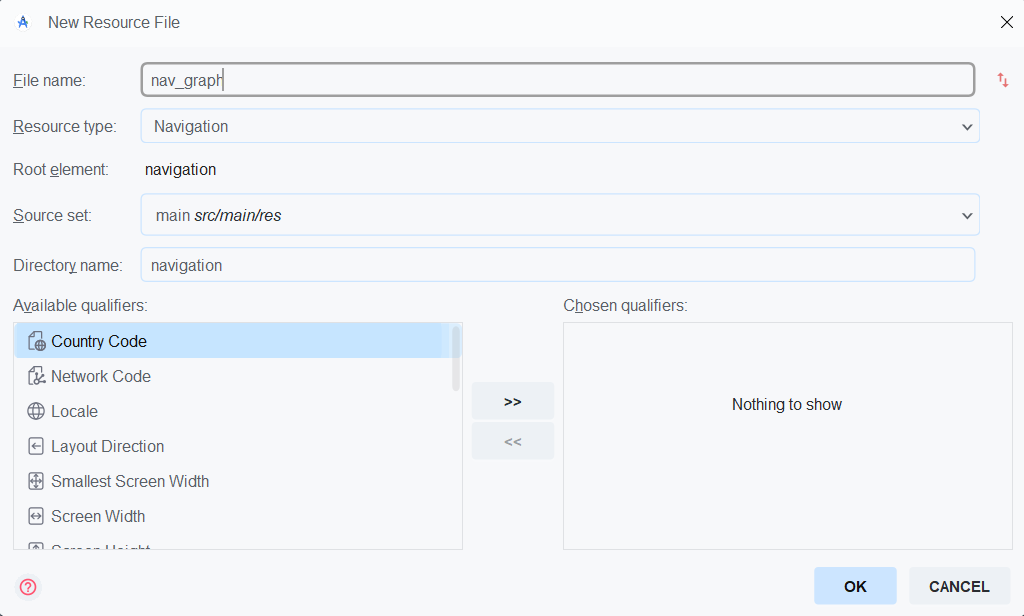 New Resource File
File name: nav_graph
Resource type: Navigation
Root element: navigation
Source set: main src/main/res
Directory name: navigation
Available qualifiers:
Country Code
Network Code
Locale
Layout Direction
Smallest Screen Width
Screen Width
Screen Height
>>
<<
Chosen qualifiers:
Nothing to show
?
OK CANCEL